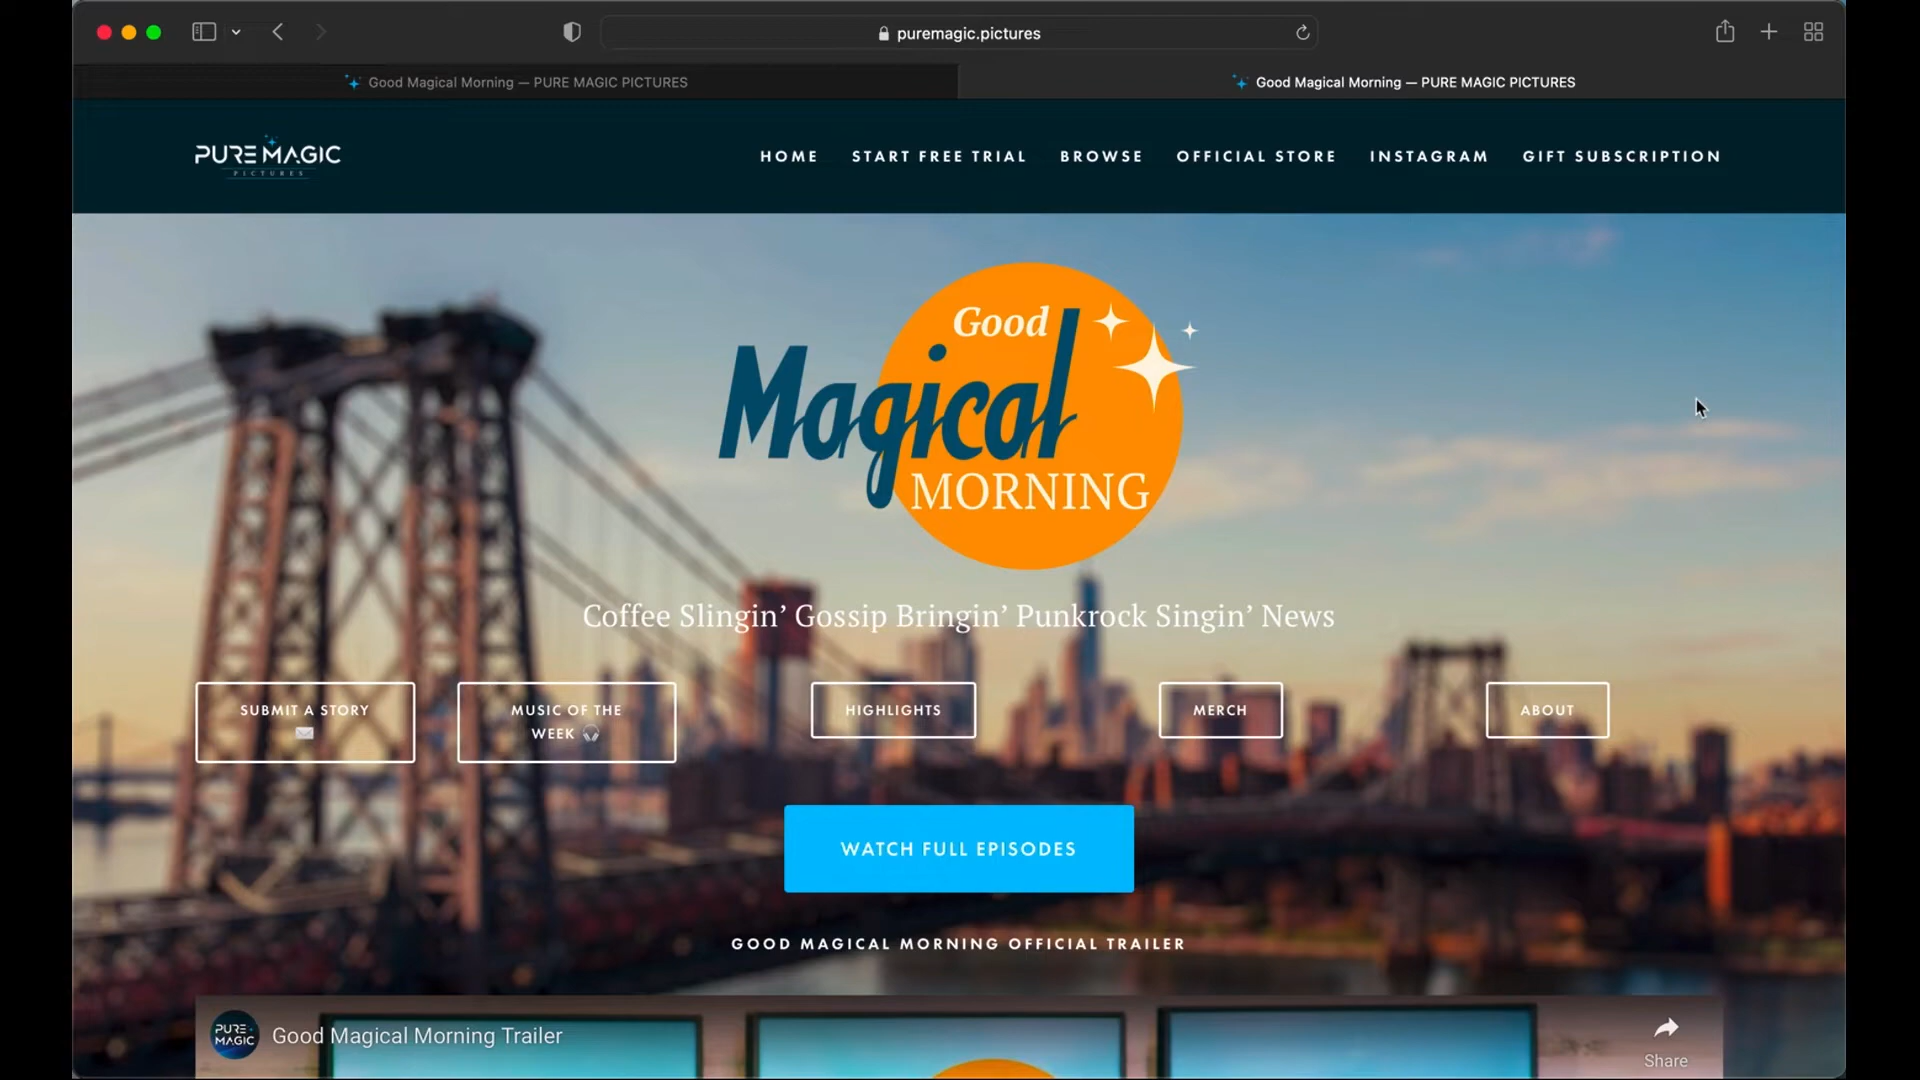 puremagic.pictures
Good Magical Morning — PURE MAGIC PICTURES
Good Magical Morning — PURE MAGIC PICTURES
PURE MAGIC
PICTURES
HOME
START FREE TRIAL
BROWSE
OFFICIAL STORE
INSTAGRAM
GIFT SUBSCRIPTION
Good
Magical
MORNING
Coffee Slingin’ Gossip Bringin’ Punkrock Singin’ News
SUBMIT A STORY
✉️
MUSIC OF THE
WEEK 🎧
HIGHLIGHTS
MERCH
ABOUT
WATCH FULL EPISODES
GOOD MAGICAL MORNING OFFICIAL TRAILER
PURE
MAGIC
Good Magical Morning Trailer
Share